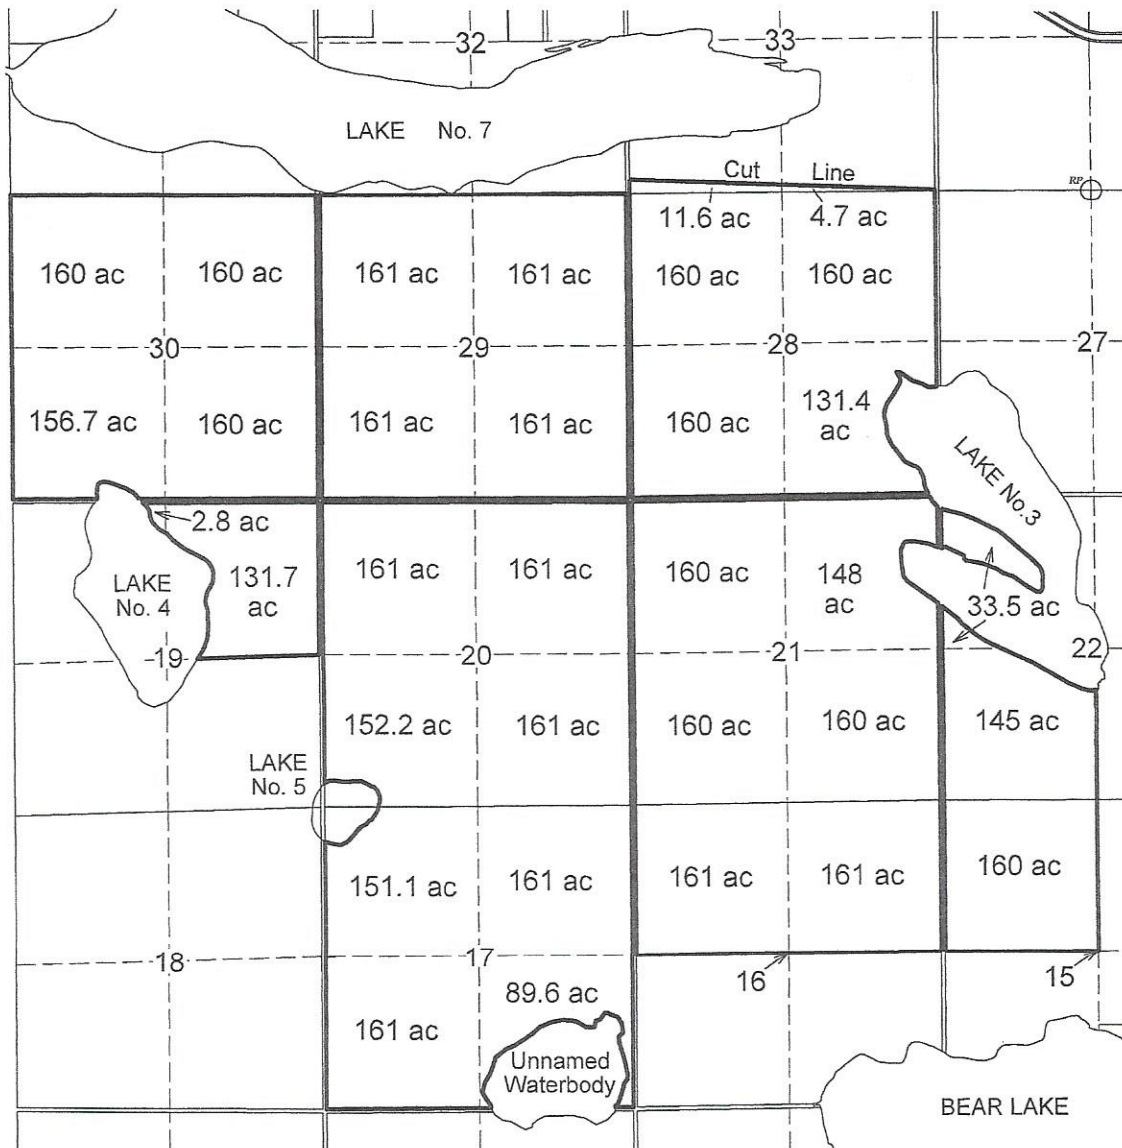 32
33
LAKE No. 7
Cut Line
RP
11.6 ac
4.7 ac
160 ac
160 ac
161 ac
161 ac
160 ac
160 ac
30
29
28
27
156.7 ac
160 ac
161 ac
161 ac
160 ac
131.4
ac
LAKE No.3
2.8 ac
LAKE
No. 4
131.7
ac
161 ac
161 ac
160 ac
148
ac
33.5 ac
19
20
21
22
152.2 ac
161 ac
160 ac
160 ac
145 ac
LAKE
No. 5
151.1 ac
161 ac
161 ac
161 ac
160 ac
18
17
16
15
89.6 ac
161 ac
Unnamed
Waterbody
BEAR LAKE